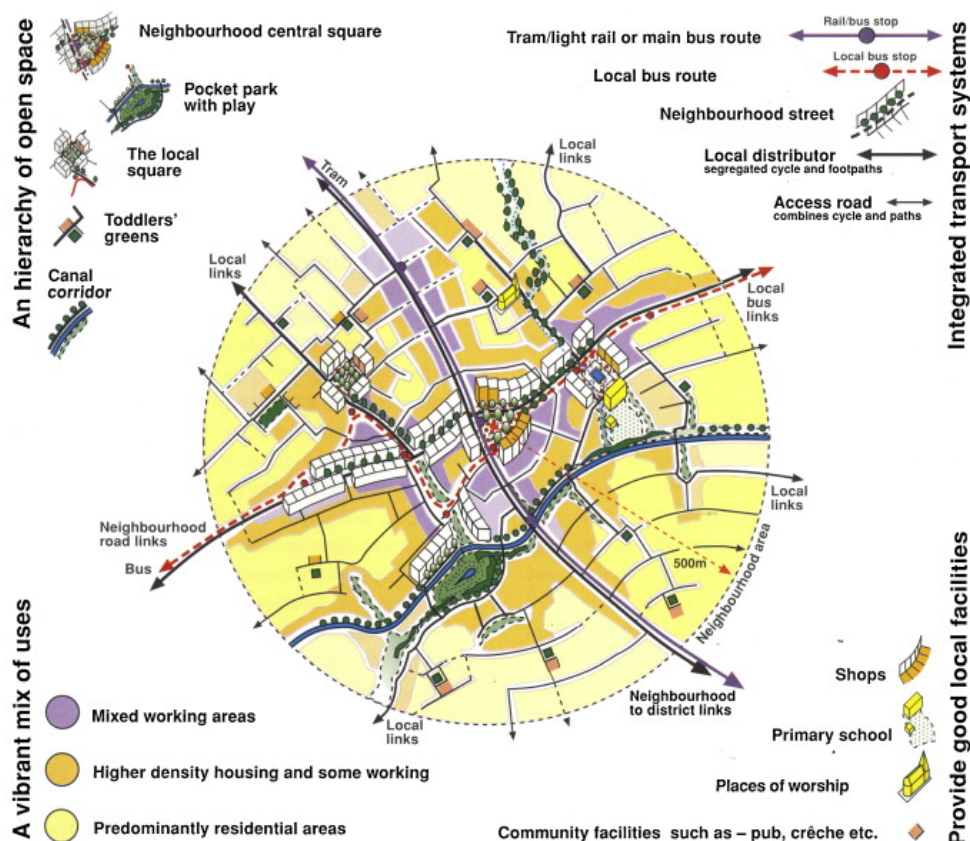 An hierarchy of open space
Neighbourhood central square
Pocket park
with play
The local
square
Toddlers'
greens
Canal
corridor
Integrated transport systems
Tram/light rail or main bus route
Rail/bus stop
Local bus route
Local bus stop
Neighbourhood street
Local distributor
segregated cycle and footpaths
Access road
combines cycle and paths
Local
links
Tram
Local
links
Local
bus
links
Local
links
Neighbourhood
road links
Bus
500m
Neighbourhood area
Neighbourhood
to district links
Local
links
A vibrant mix of uses
Mixed working areas
Higher density housing and some working
Predominantly residential areas
Provide good local facilities
Shops
Primary school
Places of worship
Community facilities such as – pub, crêche etc.